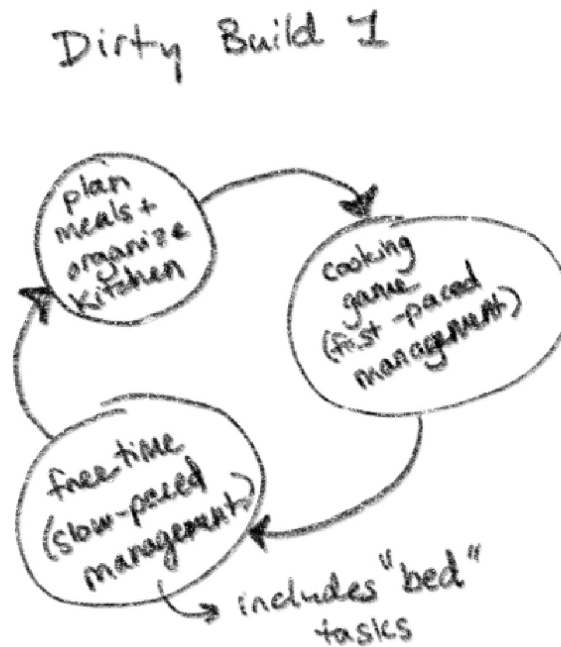 Dirty Build 1
plan
meals +
organize
kitchen
cooking
game
(fast-paced
management)
free time
(slow-paced
management)
includes "bed"
tasks